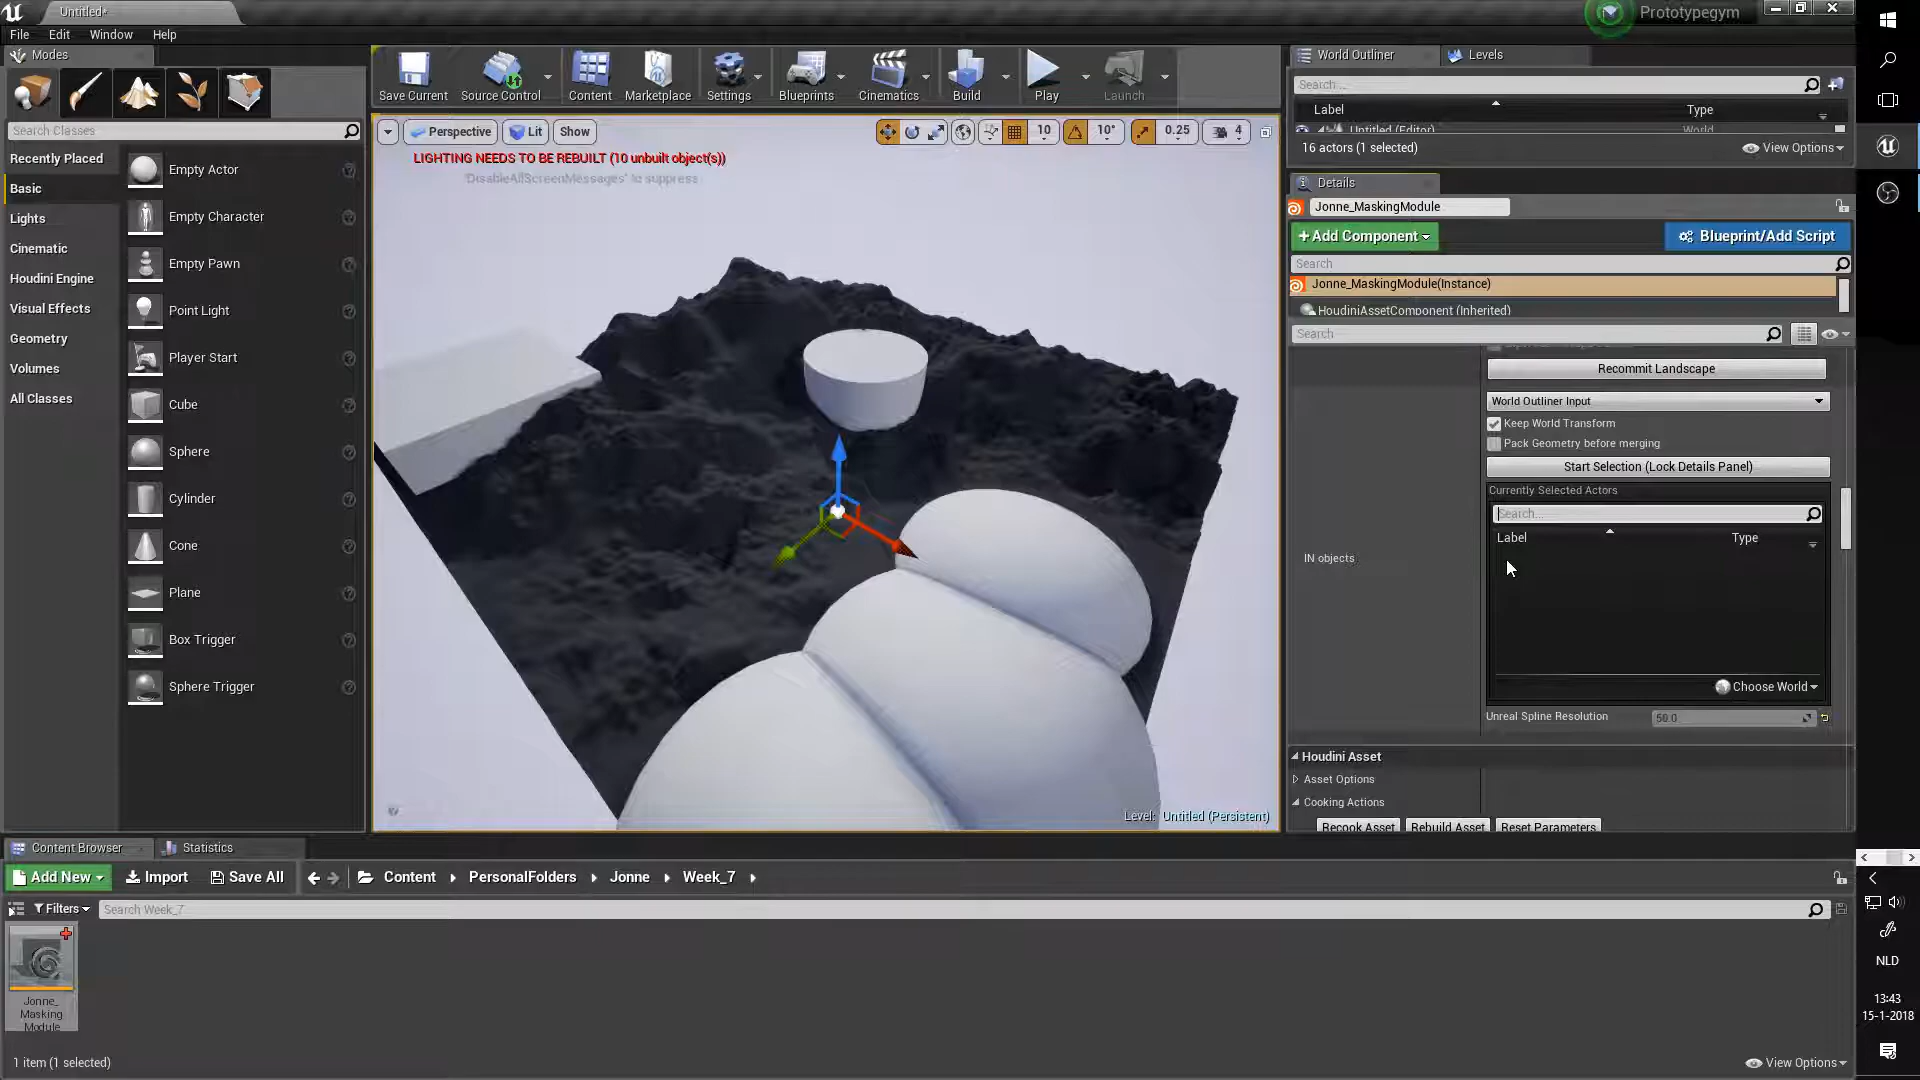 Untitled*
Prototypegym
File Edit Window Help
Modes
Search Classes
Recently Placed
Basic
Lights
Cinematic
Houdini Engine
Visual Effects
Geometry
Volumes
All Classes
Empty Actor
Empty Character
Empty Pawn
Point Light
Player Start
Cube
Sphere
Cylinder
Cone
Plane
Box Trigger
Sphere Trigger
Save Current
Source Control
Content
Marketplace
Settings
Blueprints
Cinematics
Build
Play
Launch
Perspective
Lit
Show
10
10°
0.25
4
LIGHTING NEEDS TO BE REBUILT (10 unbuilt object(s))
'DisableAllScreenMessages' to suppress
Level: Untitled (Persistent)
World Outliner
Levels
Search...
Label Type
Untitled (Editor) World
16 actors (1 selected)
View Options
Details
Jonne_MaskingModule
+Add Component
Blueprint/Add Script
Search
Jonne_MaskingModule(Instance)
HoudiniAssetComponent (Inherited)
Search
Recommit Landscape
World Outliner Input
Keep World Transform
Pack Geometry before merging
Start Selection (Lock Details Panel)
Currently Selected Actors
Search...
Label Type
IN objects
Choose World
Unreal Spline Resolution 50.0
Houdini Asset
Asset Options
Cooking Actions
Recook Asset Rebuild Asset Reset Parameters
Content Browser
Statistics
Add New
Import
Save All
Content
PersonalFolders
Jonne
Week_7
Filters
Search Week_7
Jonne_
Masking
Module
1 item (1 selected)
View Options
NLD
13:43
15-1-2018